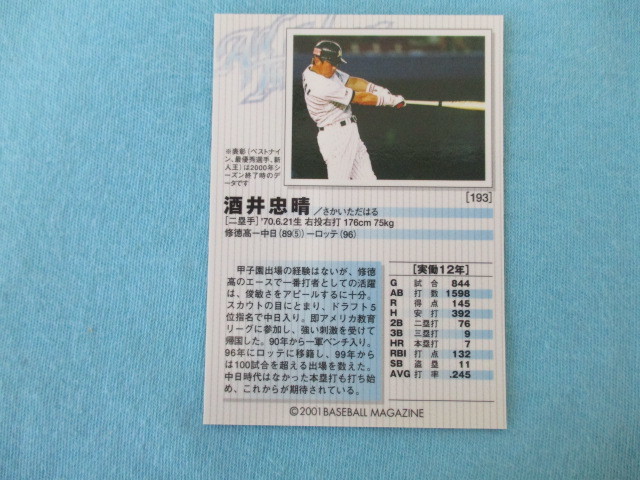 ※表彰(ベストナイ
ン、最優秀選手、新
人王)は2000年シ
ーズン終了時のデ
ータです
[193]
酒井忠晴/さかいただはる
[二塁手]'70.6.21生 右投右打 176cm 75kg
修徳高ー中日(89⑤)ーロッテ(96)
甲子園出場の経験はないが、修徳
高のエースで一番打者としての活躍
は、俊敏さをアピールするに十分。
スカウトの目にとまり、ドラフト5
位指名で中日入り。即アメリカ教育
リーグに参加し、強い刺激を受けて
帰国した。90年から一軍ベンチ入り。
96年にロッテに移籍し、99年から
は100試合を超える出場を数えた。
中日時代はなかった本塁打も打ち始
め、これからが期待されている。
[実働12年]
G 試合 844
AB 打数 1598
R 得点 145
H 安打 392
2B 二塁打 76
3B 三塁打 9
HR 本塁打 7
RBI 打点 132
SB 盗塁 11
AVG 打率 .245
©2001 BASEBALL MAGAZINE